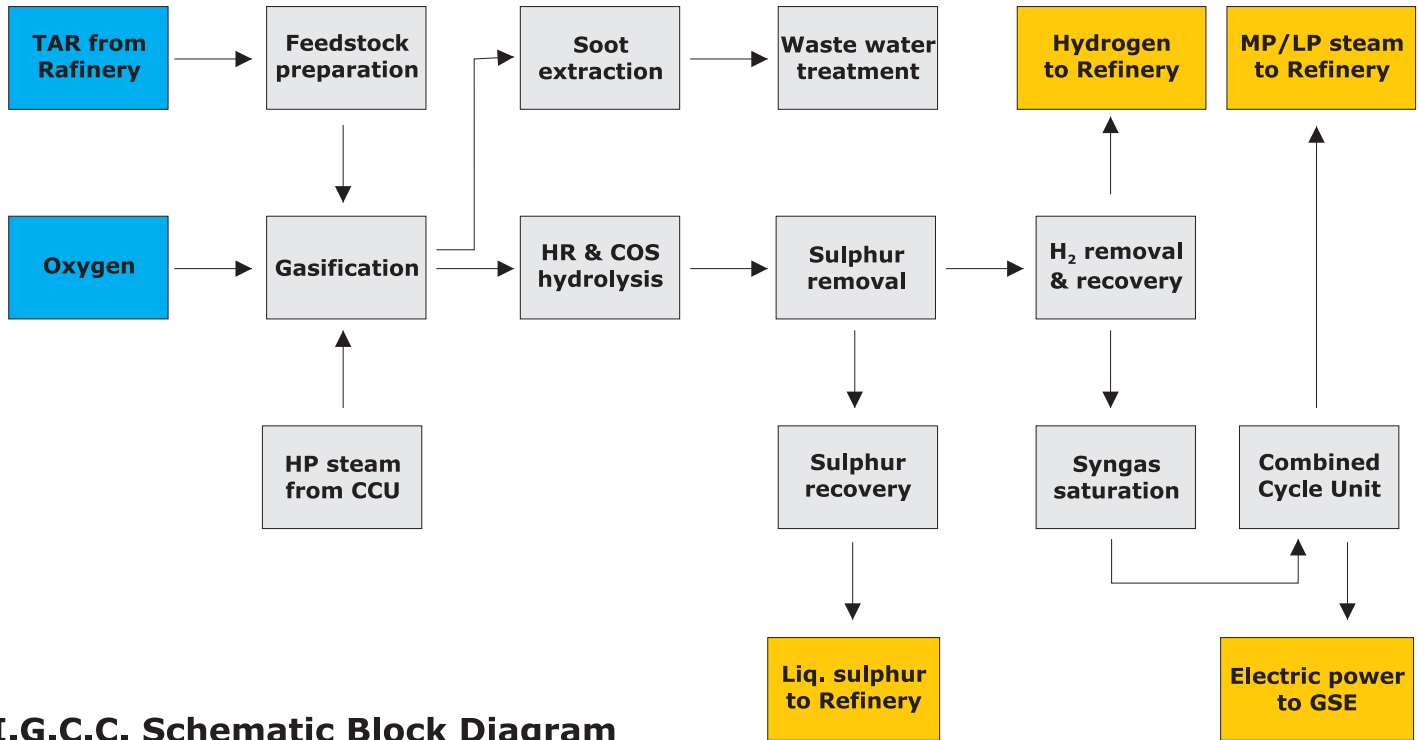 TAR from
Rafinery
Feedstock
preparation
Soot
extraction
Waste water
treatment
Hydrogen
to Refinery
MP/LP steam
to Refinery
Oxygen
Gasification
HR & COS
hydrolysis
Sulphur
removal
H₂ removal
& recovery
HP steam
from CCU
Sulphur
recovery
Syngas
saturation
Combined
Cycle Unit
Liq. sulphur
to Refinery
Electric power
to GSE
I.G.C.C. Schematic Block Diagram